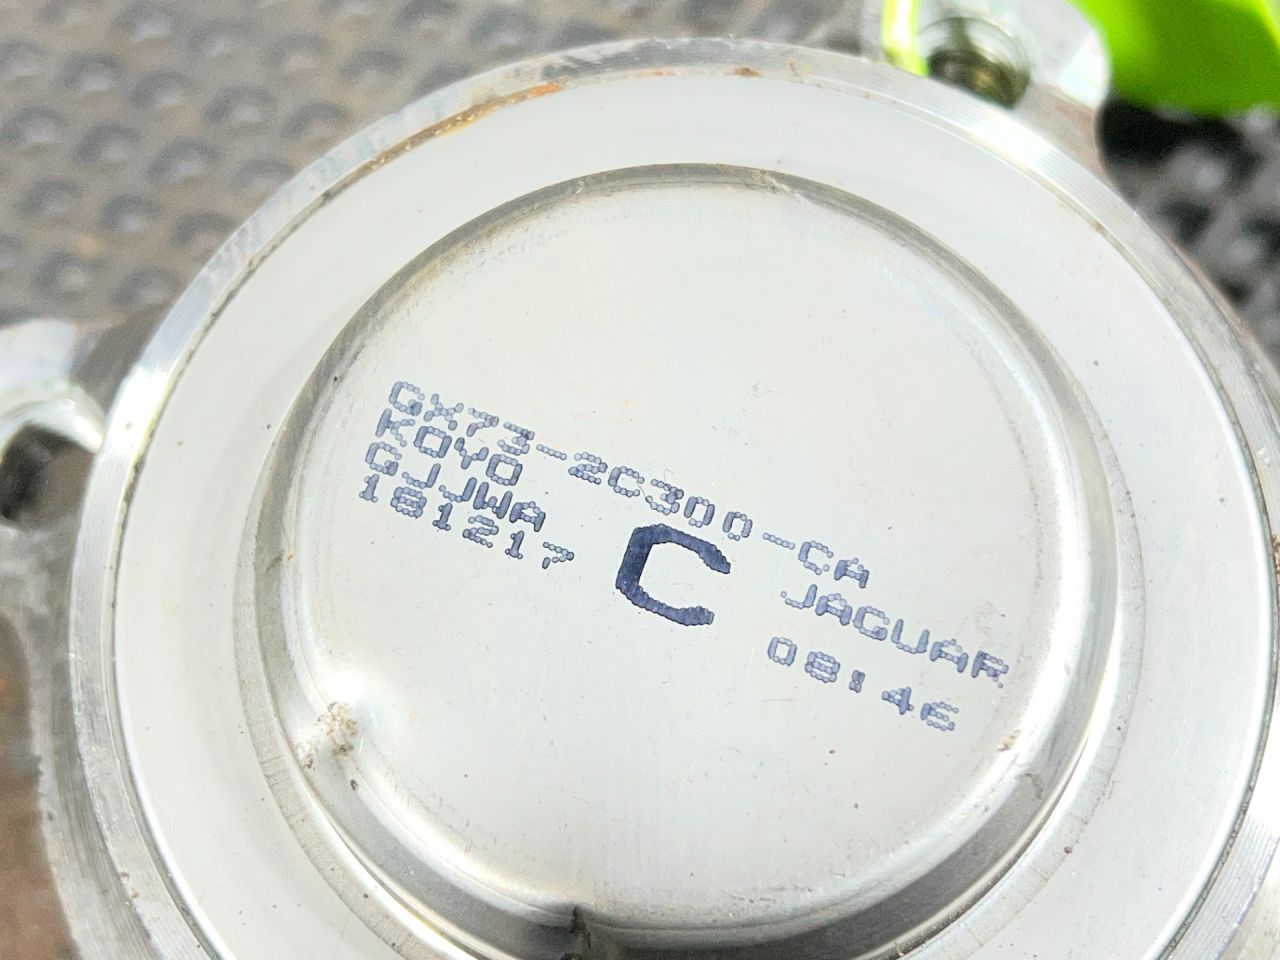 GX73-2C300-CA
KOYO JAGUAR
GJJWA C
181217 08:46